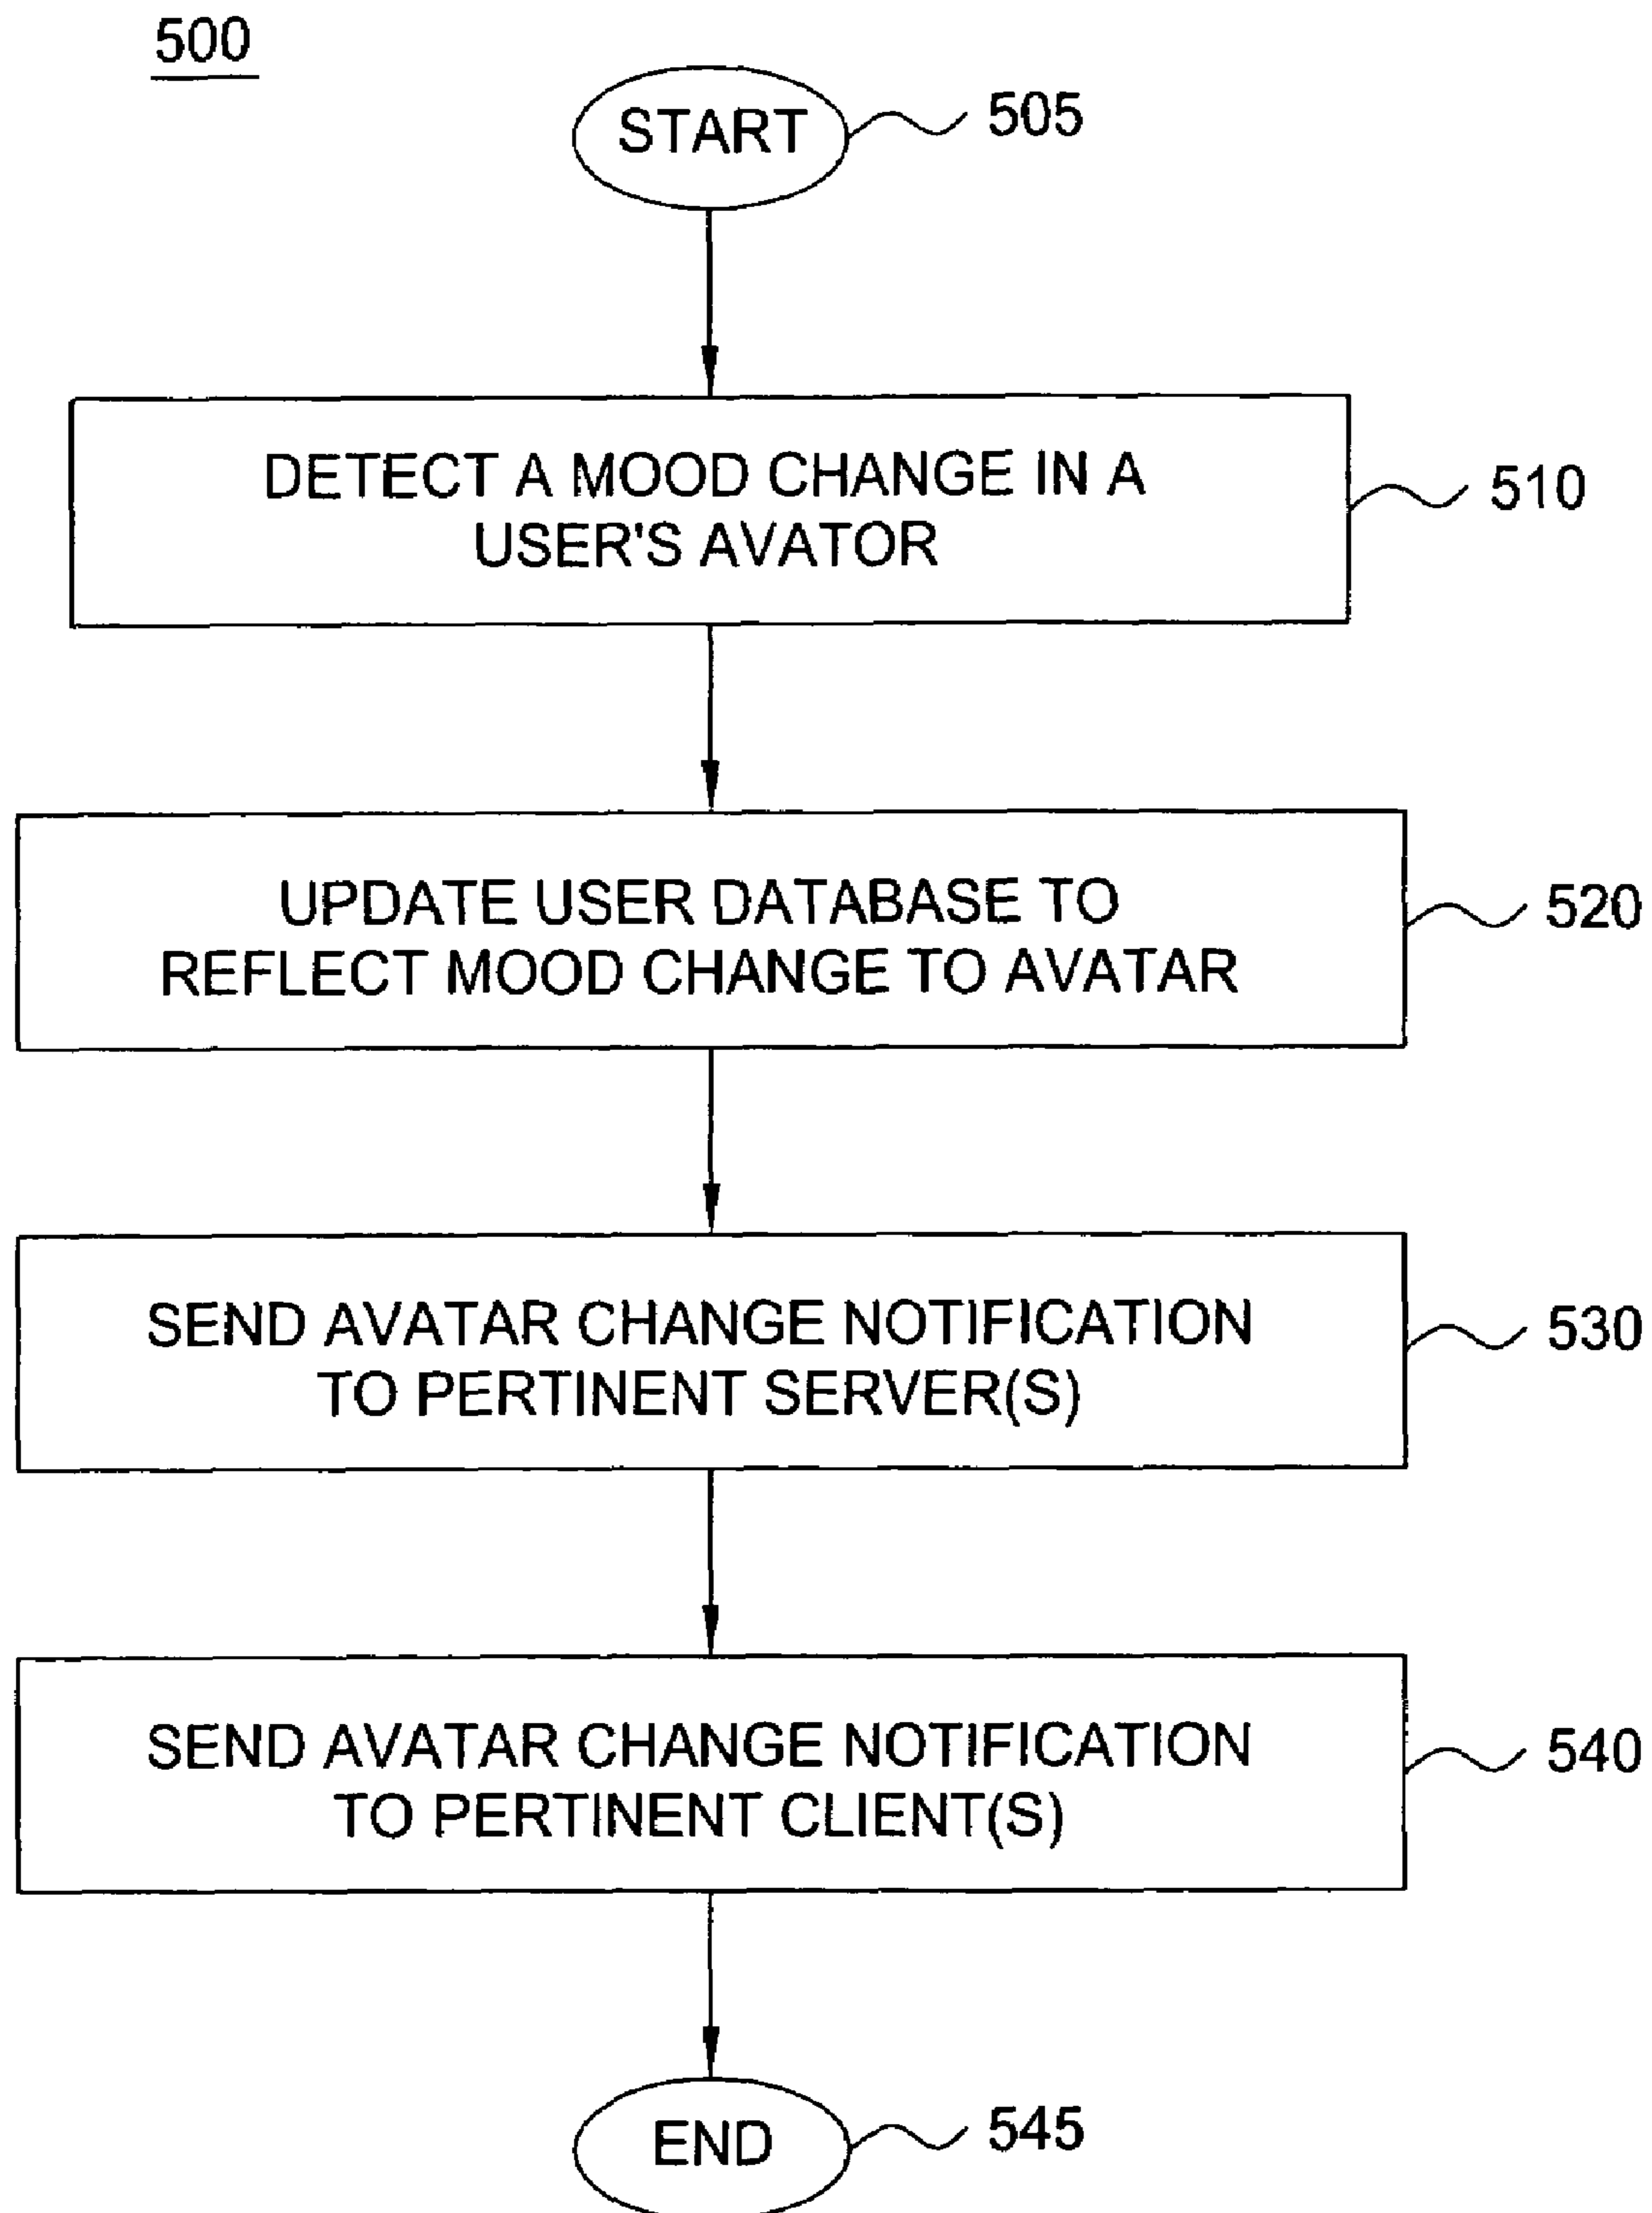 500
START
505
DETECT A MOOD CHANGE IN A
USER'S AVATOR
510
UPDATE USER DATABASE TO
REFLECT MOOD CHANGE TO AVATAR
520
SEND AVATAR CHANGE NOTIFICATION
TO PERTINENT SERVER(S)
530
SEND AVATAR CHANGE NOTIFICATION
TO PERTINENT CLIENT(S)
540
END
545